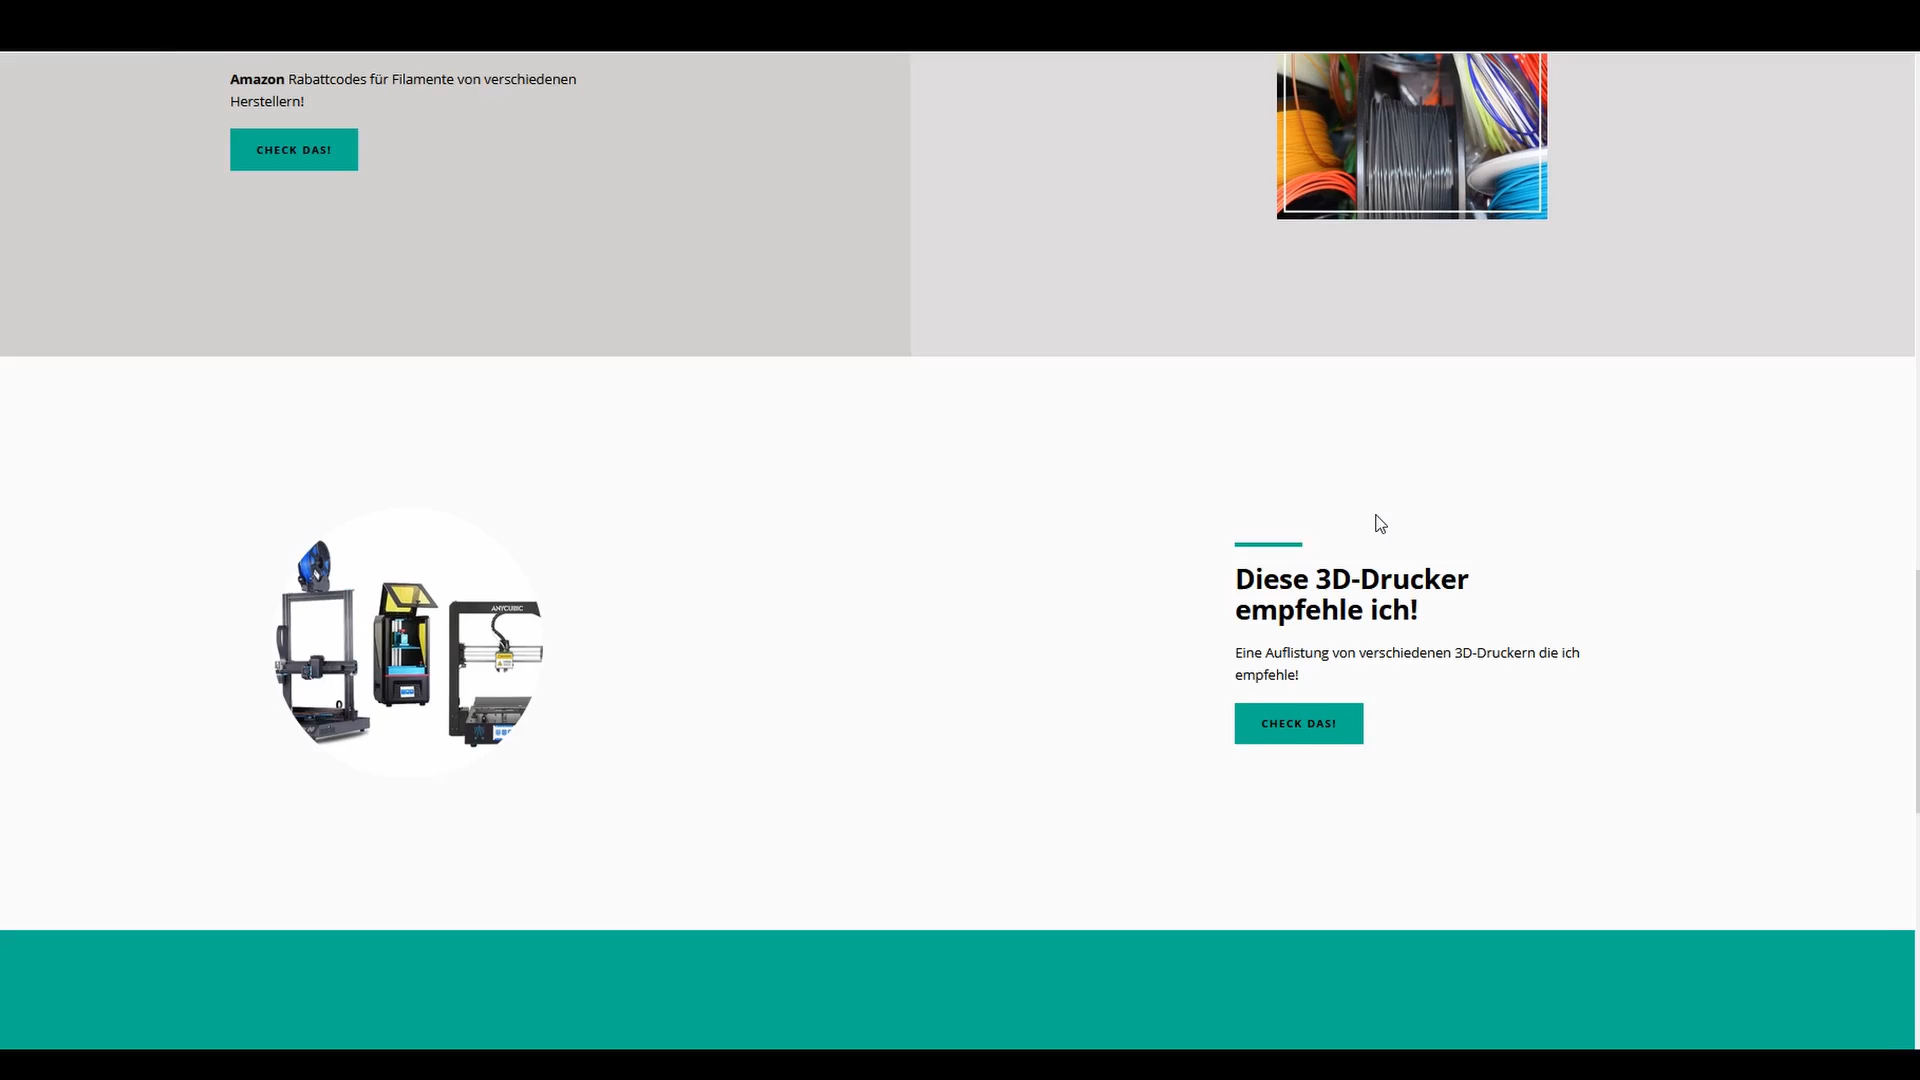 Amazon Rabattcodes für Filamente von verschiedenen
Herstellern!
CHECK DAS!
ANYCUBIC
Diese 3D-Drucker
empfehle ich!
Eine Auflistung von verschiedenen 3D-Druckern die ich
empfehle!
CHECK DAS!